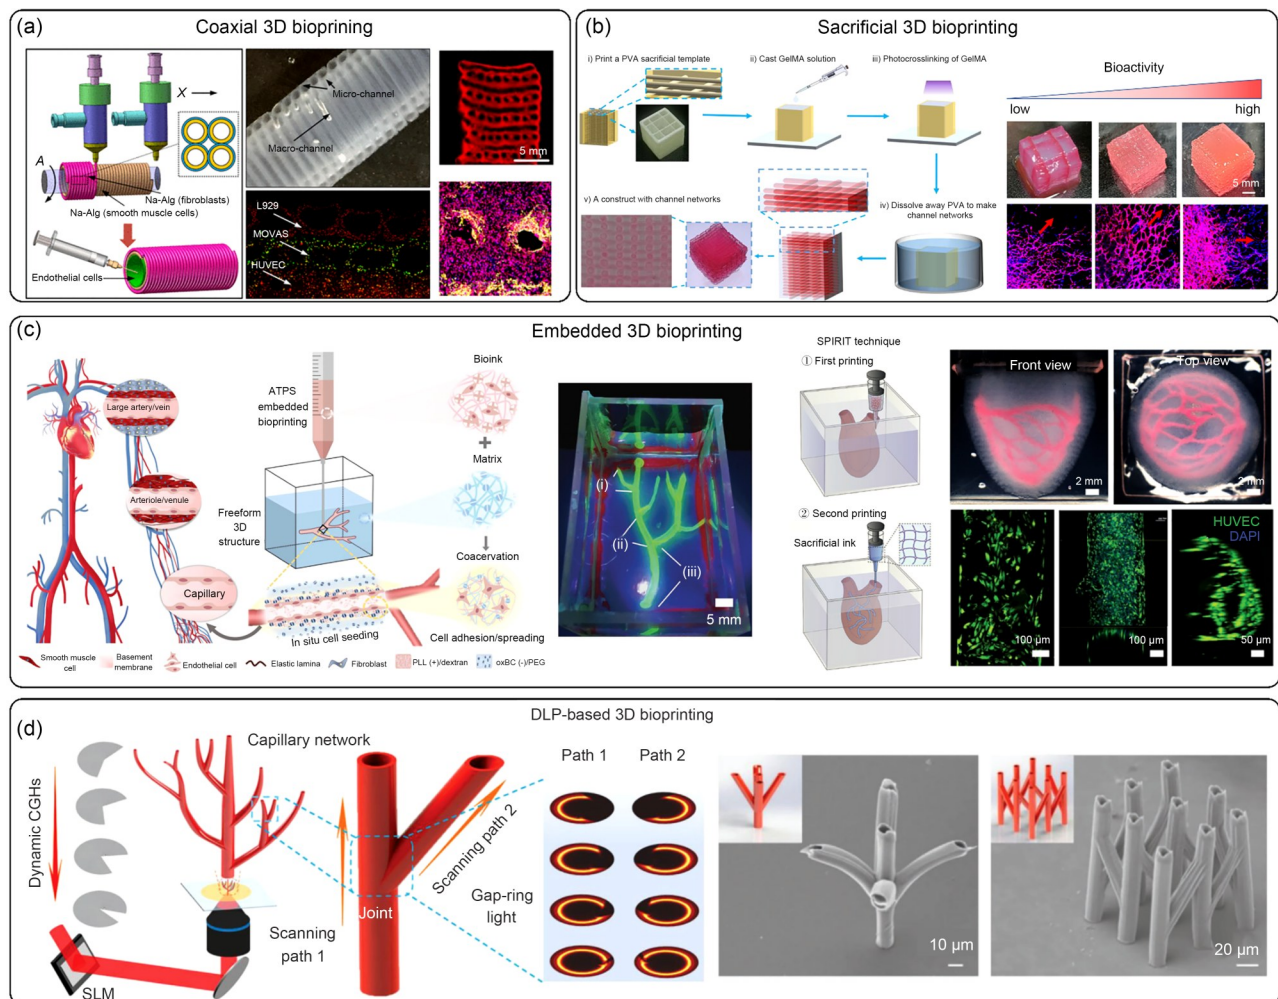 (a)
Coaxial 3D bioprining
X
A
Na-Alg (fibroblasts)
Na-Alg (smooth muscle cells)
Endothelial cells
Micro-channel
Macro-channel
5 mm
L929
MOVAS
HUVEC
(b)
Sacrificial 3D bioprinting
i) Print a PVA sacrificial template
ii) Cast GelMA solution
iii) Photocrosslinking of GelMA
iv) Dissolve away PVA to make
channel networks
v) A construct with channel networks
Bioactivity
low
high
5 mm
(c)
Embedded 3D bioprinting
Large artery/vein
Arteriole/venule
Capillary
ATPS
embedded
bioprinting
Freeform
3D
structure
In situ cell seeding
Bioink
+
Matrix
Coacervation
Cell adhesion/spreading
Smooth muscle
cell
Basement
membrane
Endothelial cell
Elastic lamina
Fibroblast
PLL (+)/dextran
oxBC (-)/PEG
(i)
(ii)
(iii)
5 mm
SPIRIT technique
① First printing
② Second printing
Sacrificial ink
Front view
2 mm
Top view
2 mm
100 μm
100 μm
HUVEC
DAPI
50 μm
(d)
DLP-based 3D bioprinting
Dynamic CGHs
SLM
Capillary network
Scanning
path 1
Joint
Scanning path 2
Gap-ring
light
Path 1
Path 2
10 μm
20 μm